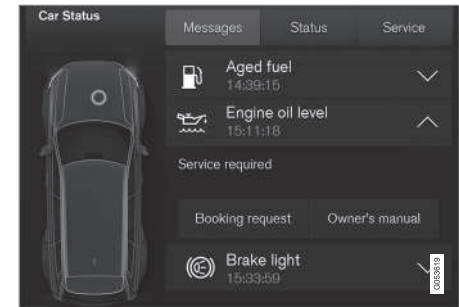 Car Status
Messages
Status
Service
Aged fuel
14:39:15
Engine oil level
15:11:18
Service required
Booking request
Owner's manual
Brake light
15:33:59
G053619